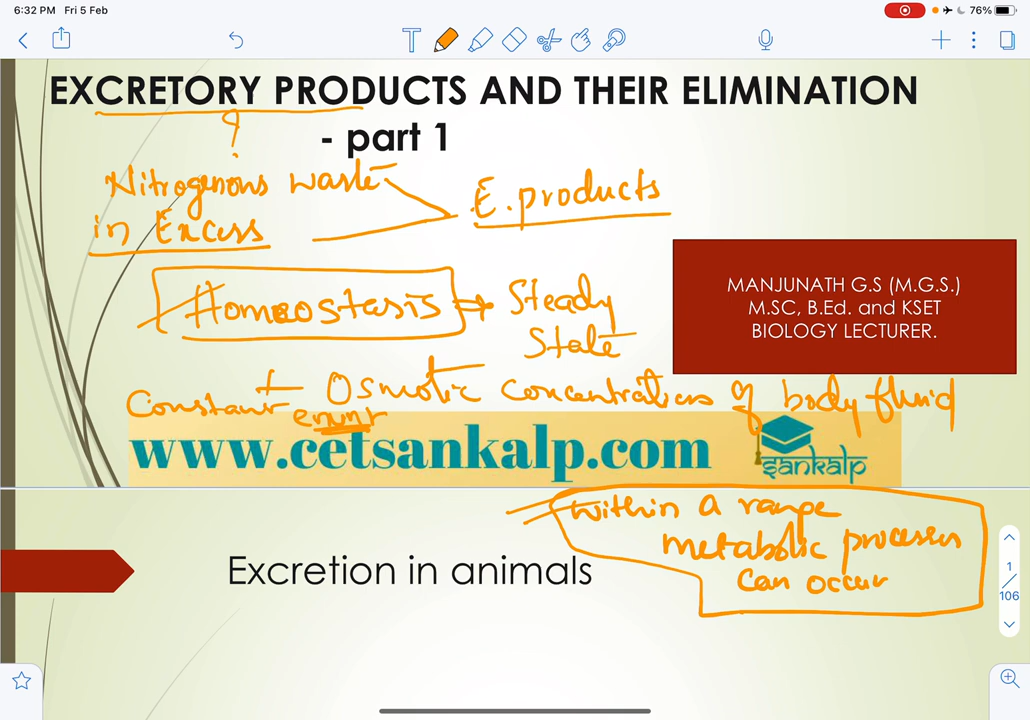 6:32 PM Fri 5 Feb
76%
EXCRETORY PRODUCTS AND THEIR ELIMINATION
- part 1
?
Nitrogenous waste
in Excess
E. products
Homeostasis → Steady
State
MANJUNATH G.S (M.G.S.)
M.SC, B.Ed. and KSET
BIOLOGY LECTURER.
Constant Osmotic concentration of body fluid
www.cetsankalp.com
sankalp
within a range
metabolic processes
can occur
Excretion in animals
1
/
106